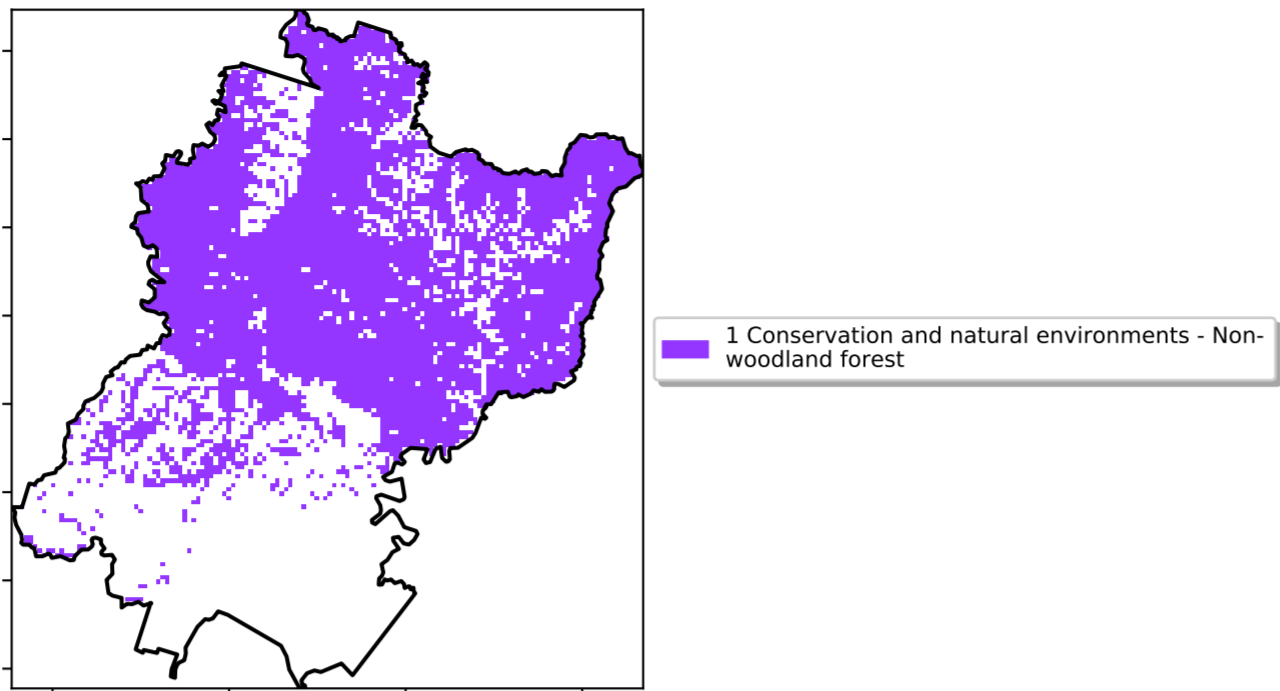 1 Conservation and natural environments - Non-
woodland forest